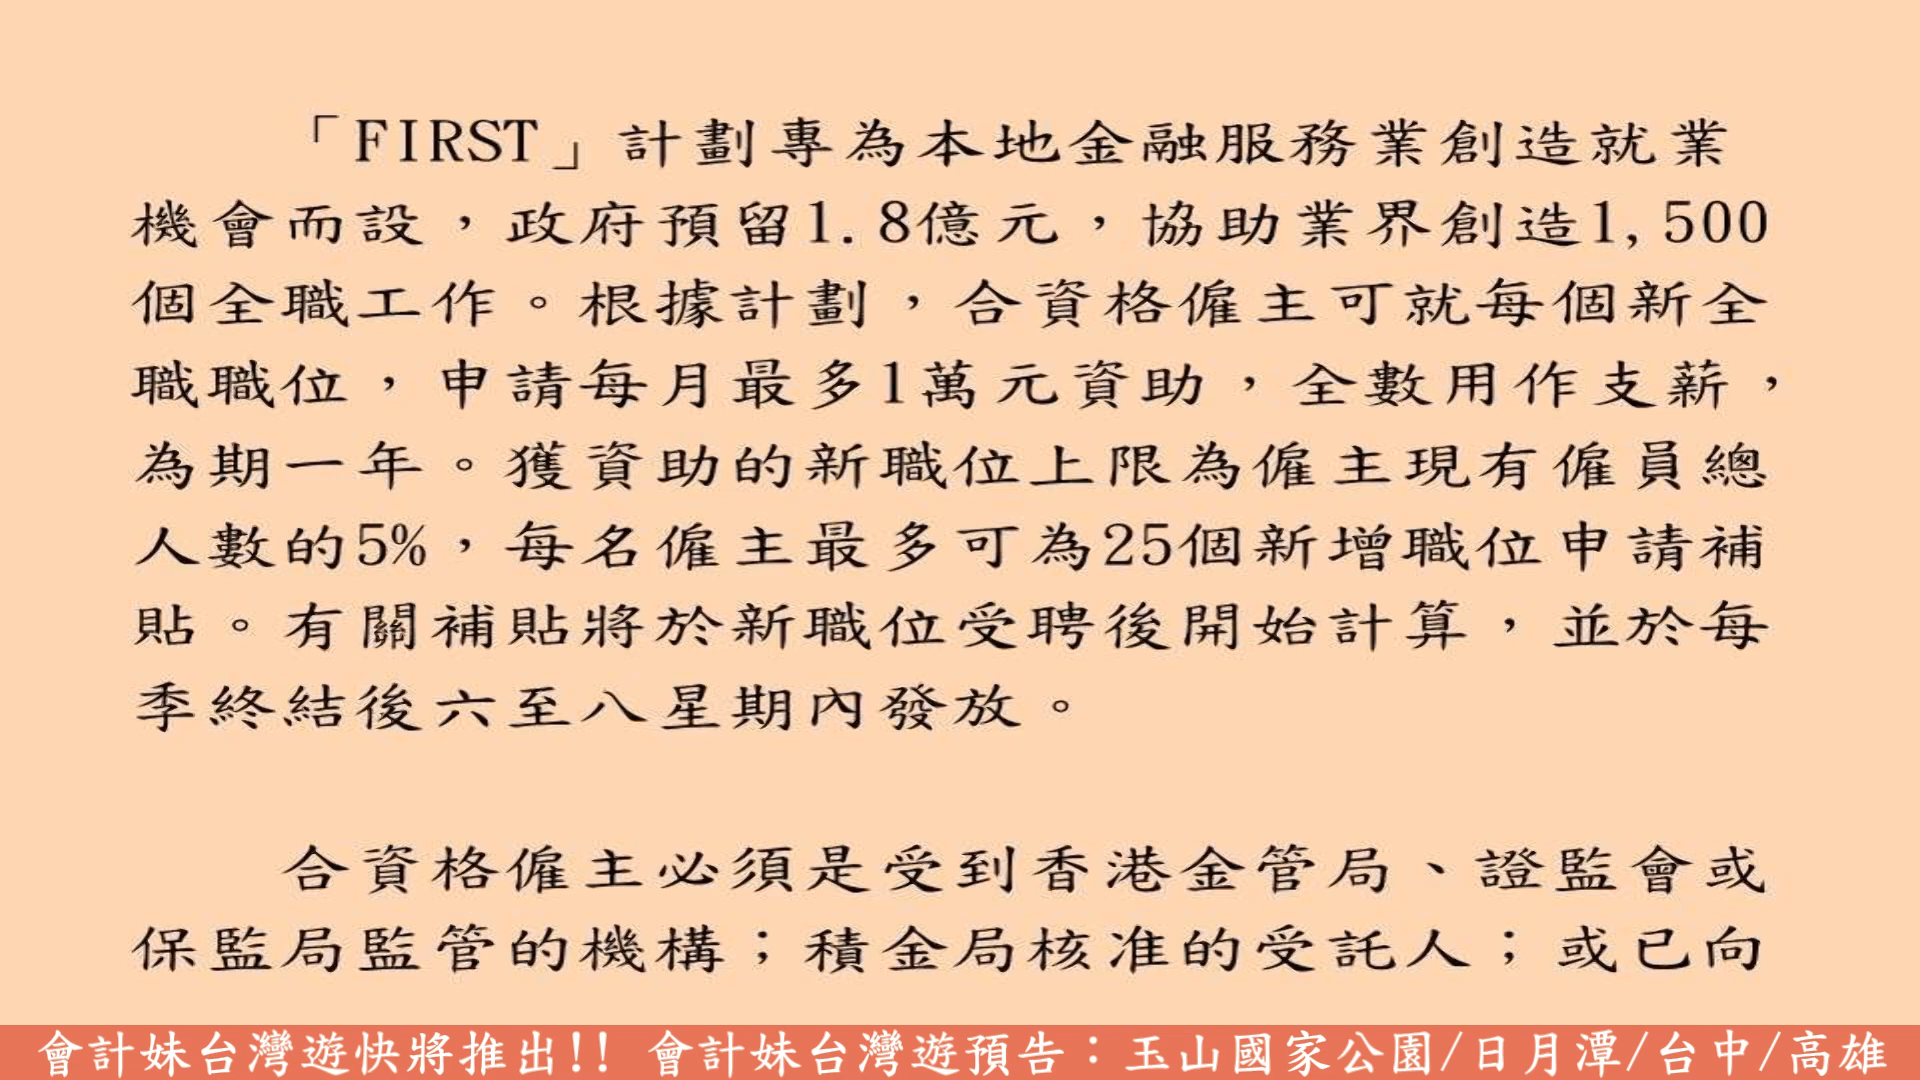 「FIRST」計劃專為本地金融服務業創造就業
機會而設，政府預留1.8億元，協助業界創造1,500
個全職工作。根據計劃，合資格僱主可就每個新全
職職位，申請每月最多1萬元資助，全數用作支薪，
為期一年。獲資助的新職位上限為僱主現有僱員總
人數的5%，每名僱主最多可為25個新增職位申請補
貼。有關補貼將於新職位受聘後開始計算，並於每
季終結後六至八星期內發放。
合資格僱主必須是受到香港金管局、證監會或
保監局監管的機構；積金局核准的受託人；或已向
會計妹台灣遊快將推出!! 會計妹台灣遊預告：玉山國家公園/日月潭/台中/高雄